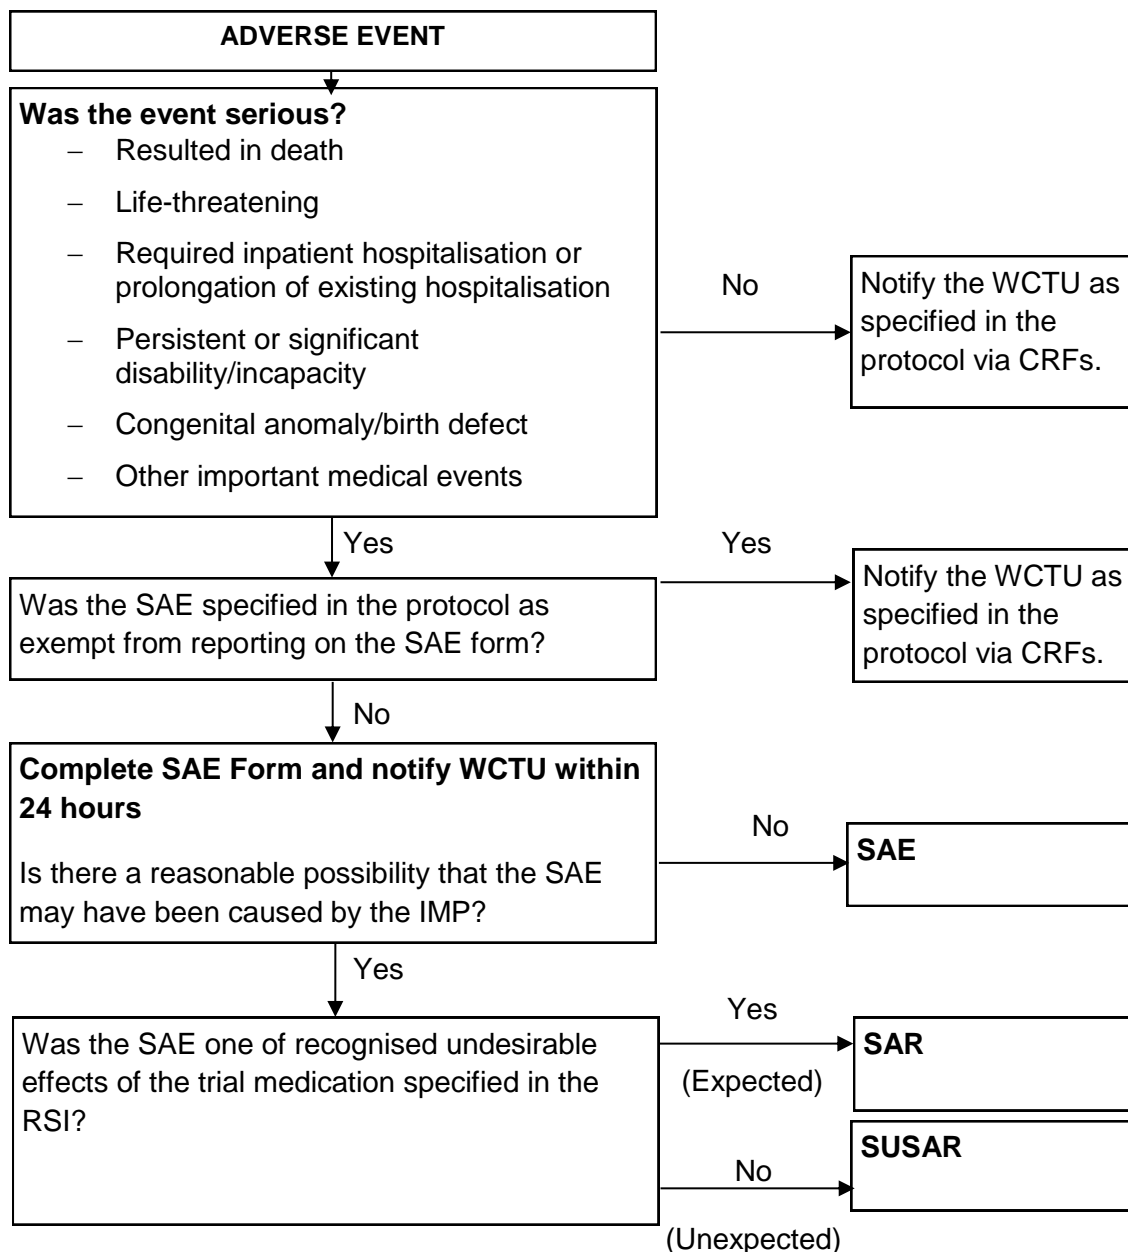 ADVERSE EVENT
Was the event serious?
– Resulted in death
– Life-threatening
– Required inpatient hospitalisation or
prolongation of existing hospitalisation
– Persistent or significant
disability/incapacity
– Congenital anomaly/birth defect
– Other important medical events
No
Notify the WCTU as
specified in the
protocol via CRFs.
Yes
Yes
Was the SAE specified in the protocol as
exempt from reporting on the SAE form?
Notify the WCTU as
specified in the
protocol via CRFs.
No
Complete SAE Form and notify WCTU within
24 hours
Is there a reasonable possibility that the SAE
may have been caused by the IMP?
No
SAE
Yes
Was the SAE one of recognised undesirable
effects of the trial medication specified in the
RSI?
Yes
(Expected)
SAR
No
(Unexpected)
SUSAR